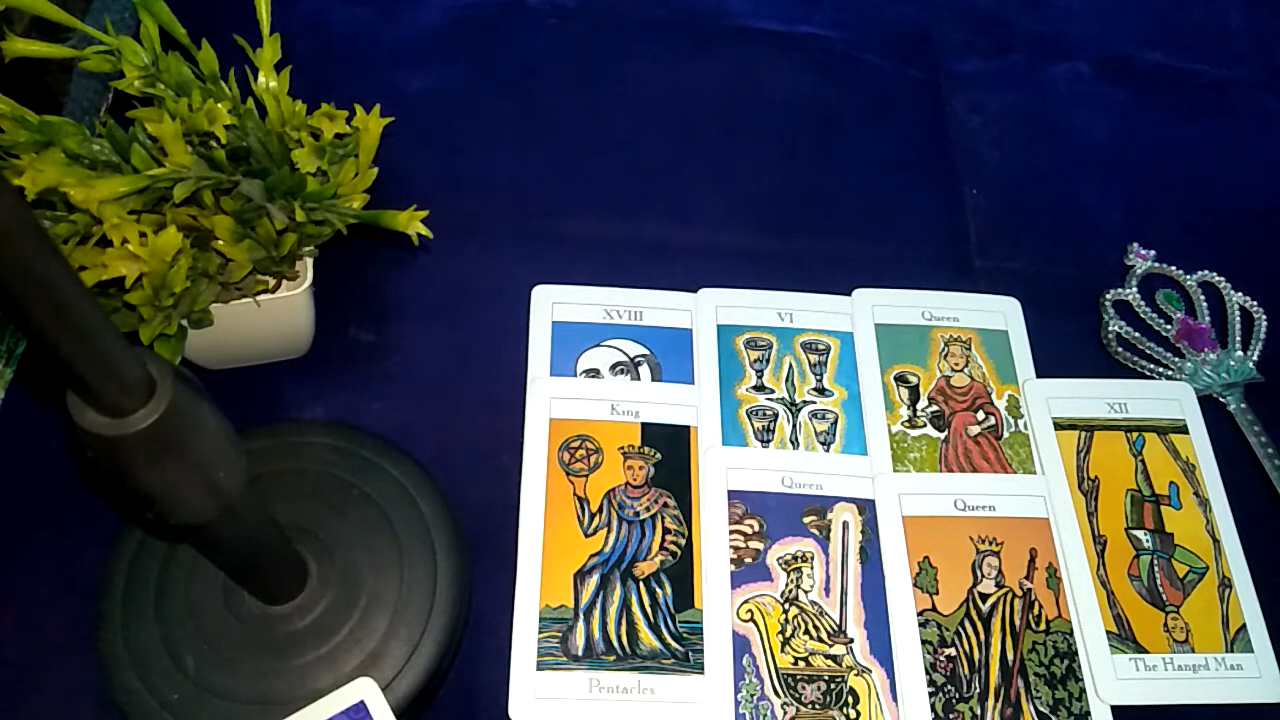 XVIII
VI
Queen
King
Pentacles
Queen
Queen
XII
The Hanged Man